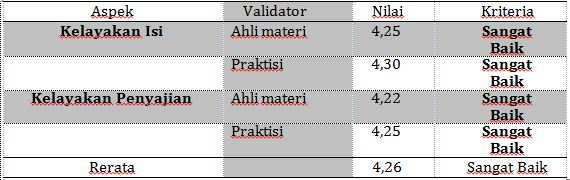 Aspek Validator Nilai Kriteria
Kelayakan Isi Ahli materi 4,25 Sangat
Baik
Praktisi 4,30 Sangat
Baik
Kelayakan Penyajian Ahli materi 4,22 Sangat
Baik
Praktisi 4,25 Sangat
Baik
Rerata 4,26 Sangat Baik